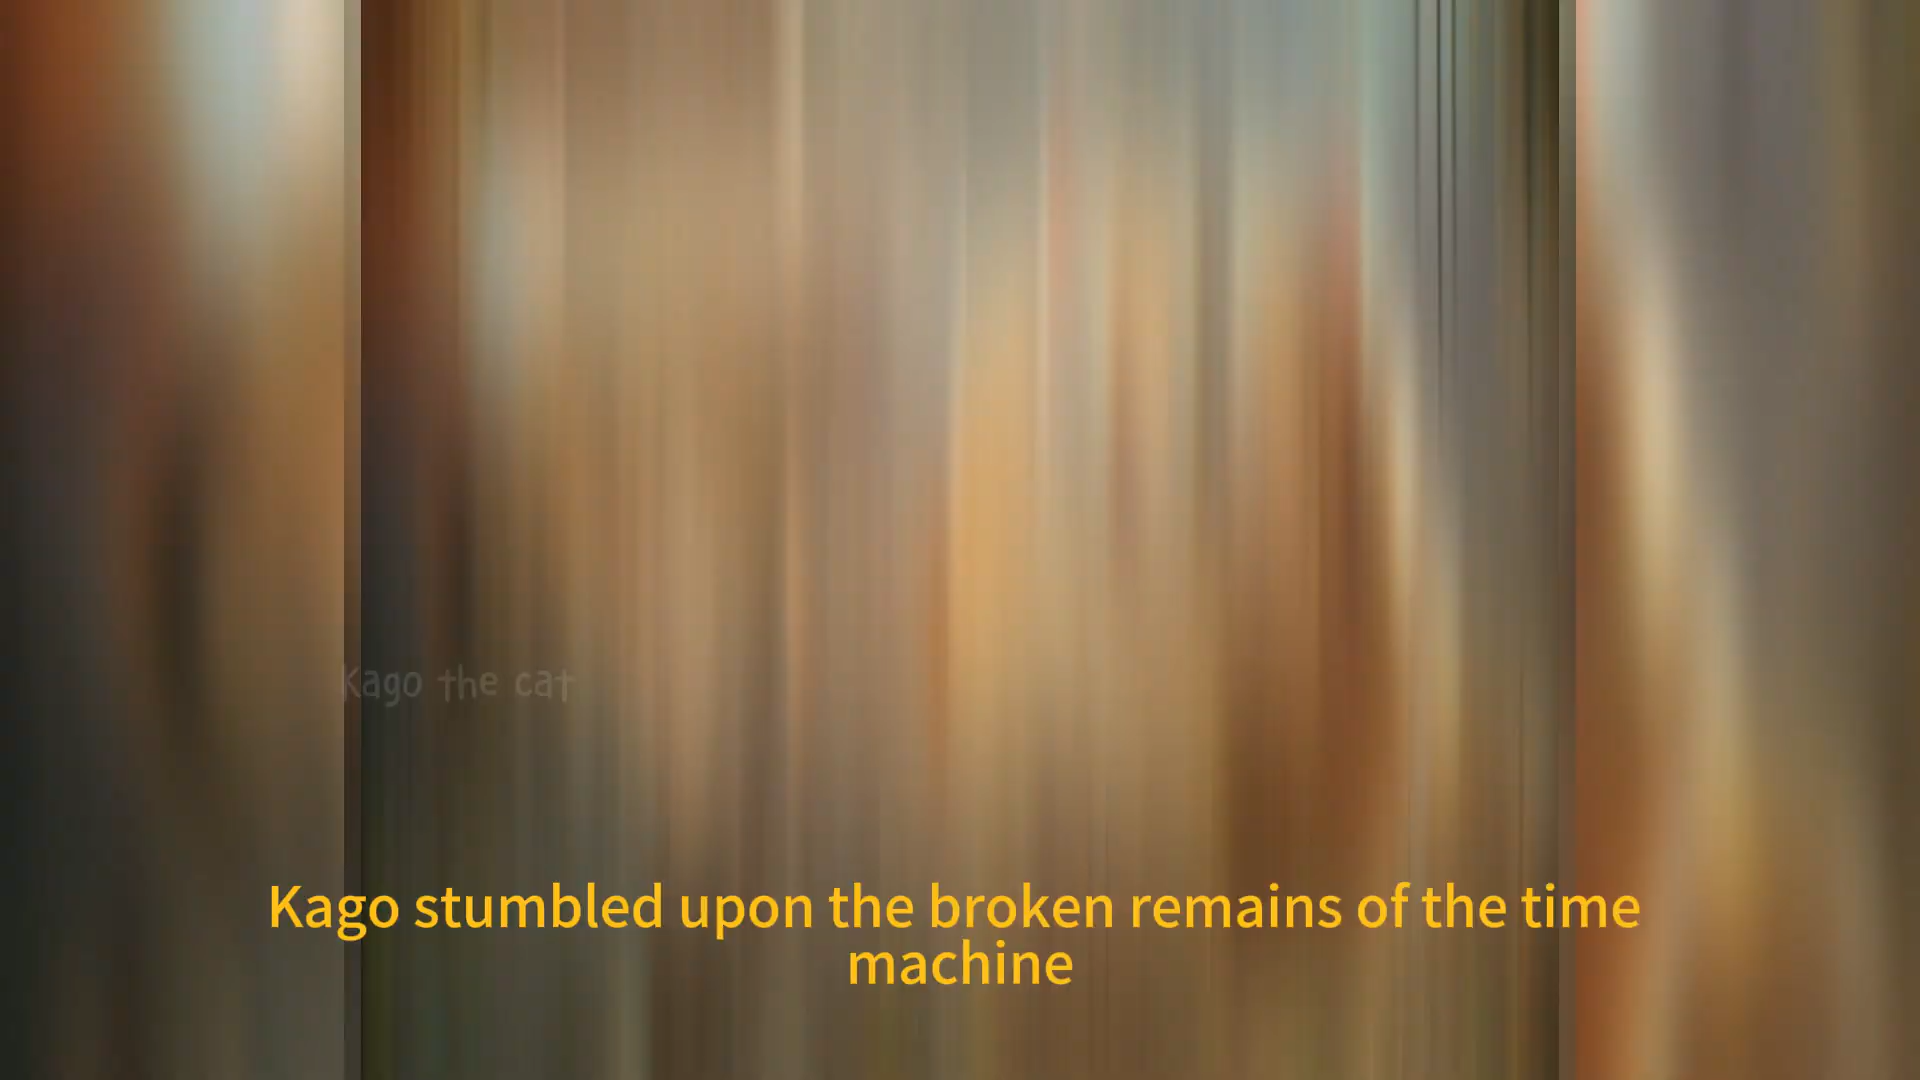 Kago the cat
Kago stumbled upon the broken remains of the time
machine